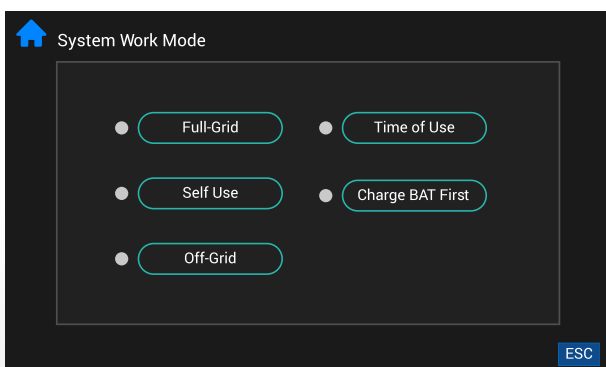 System Work Mode
Full-Grid
Time of Use
Self Use
Charge BAT First
Off-Grid
ESC